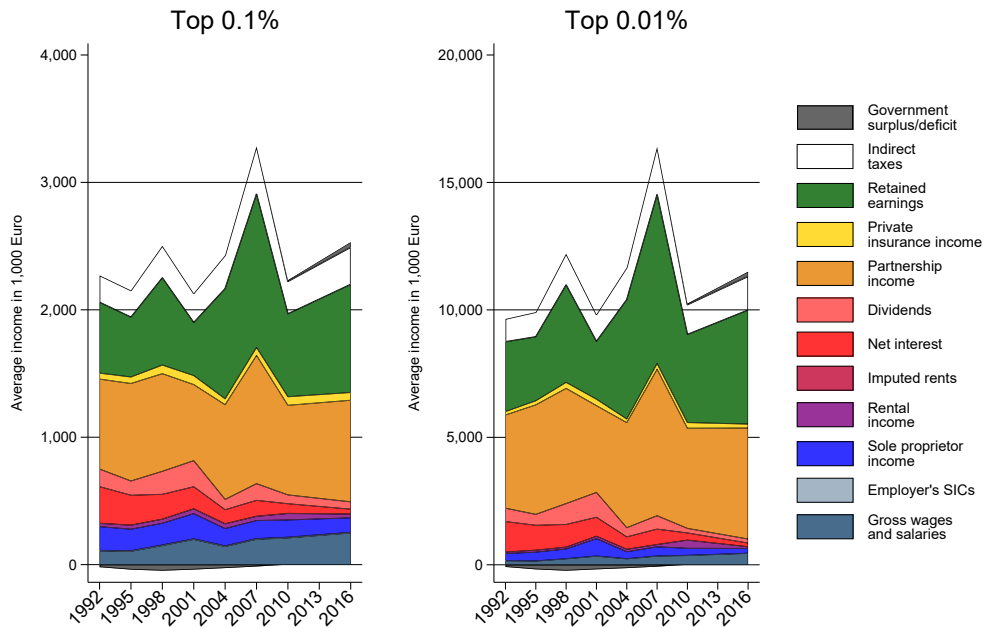 Top 0.1%
Top 0.01%
Average income in 1,000 Euro
4,000
3,000
2,000
1,000
0
1992
1995
1998
2001
2004
2007
2010
2013
2016
Average income in 1,000 Euro
20,000
15,000
10,000
5,000
0
1992
1995
1998
2001
2004
2007
2010
2013
2016
Government
surplus/deficit
Indirect
taxes
Retained
earnings
Private
insurance income
Partnership
income
Dividends
Net interest
Imputed rents
Rental
income
Sole proprietor
income
Employer's SICs
Gross wages
and salaries